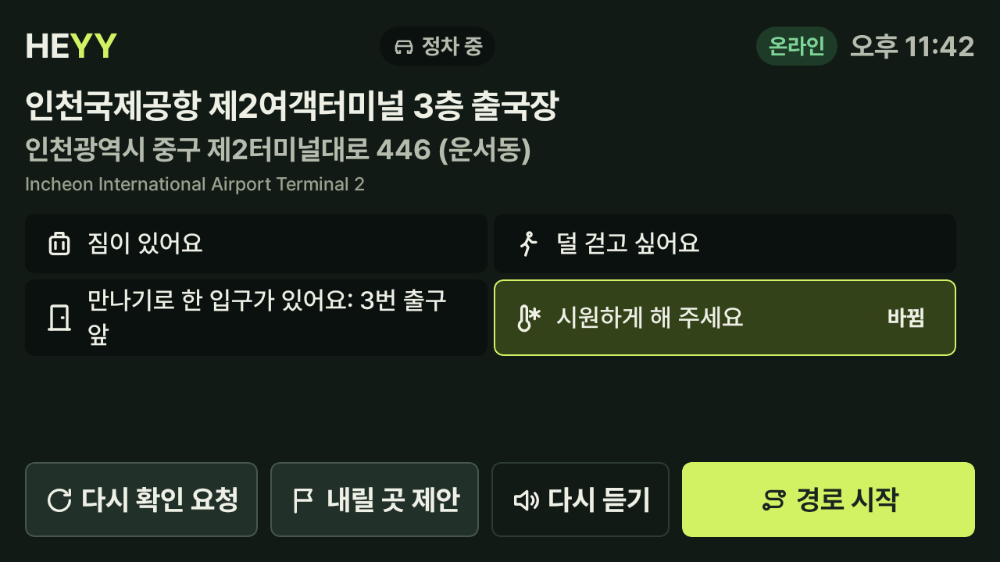 HEYY
정차 중
온라인
오후 11:42
인천국제공항 제2여객터미널 3층 출국장
인천광역시 중구 제2터미널대로 446 (운서동)
Incheon International Airport Terminal 2
짐이 있어요
덜 걷고 싶어요
만나기로 한 입구가 있어요: 3번 출구
앞
시원하게 해 주세요
바뀜
다시 확인 요청
내릴 곳 제안
다시 듣기
경로 시작